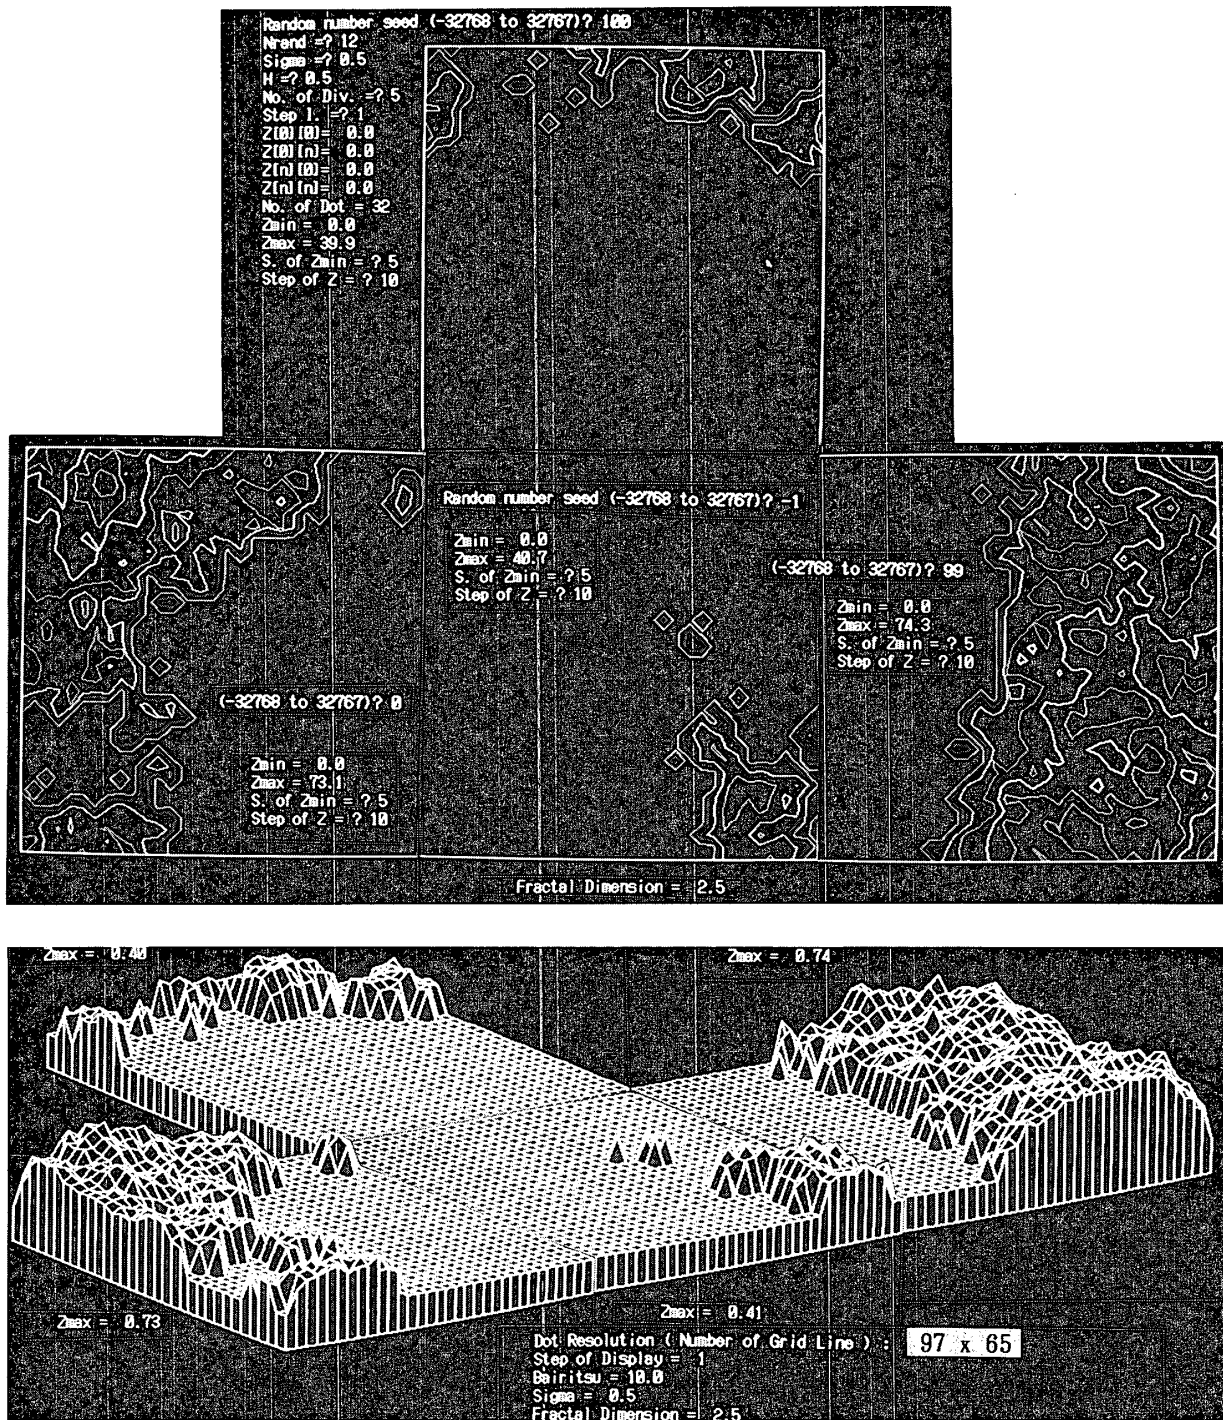 Random number seed (-32768 to 32767)? 100
Nrand =? 12
Sigma =? 0.5
H =? 0.5
No. of Div. =? 5
Step I. =? 1
Z[0][0]= 0.0
Z[0][n]= 0.0
Z[n][0]= 0.0
Z[n][n]= 0.0
No. of Dot = 32
Zmin = 0.0
Zmax = 39.9
S. of Zmin = ? 5
Step of Z = ? 10
Random number seed (-32768 to 32767)? -1
Zmin = 0.0
Zmax = 40.7
S. of Zmin = ? 5
Step of Z = ? 10
(-32768 to 32767)? 99
Zmin = 0.0
Zmax = 74.3
S. of Zmin = ? 5
Step of Z = ? 10
(-32768 to 32767)? 0
Zmin = 0.0
Zmax = 73.1
S. of Zmin = ? 5
Step of Z = ? 10
Fractal Dimension = 2.5
Zmax = 0.40
Zmax = 0.74
Zmax = 0.73
Zmax = 0.41
Dot Resolution ( Number of Grid Line ) : 97 x 65
Step of Display = 1
Bairitsu = 10.0
Sigma = 0.5
Fractal Dimension = 2.5